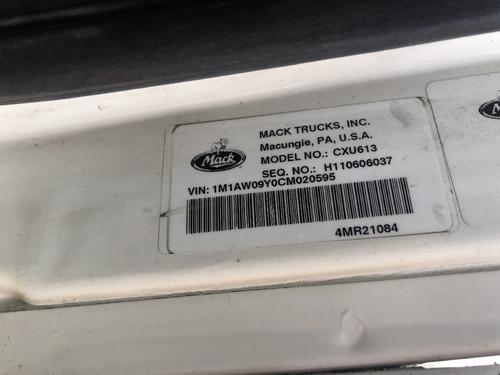 MACK TRUCKS, INC.
Macungie, PA, U.S.A.
Mack
MODEL NO.: CXU613
SEQ. NO.: H110606037
VIN: 1M1AW09Y0CM020595
4MR21084